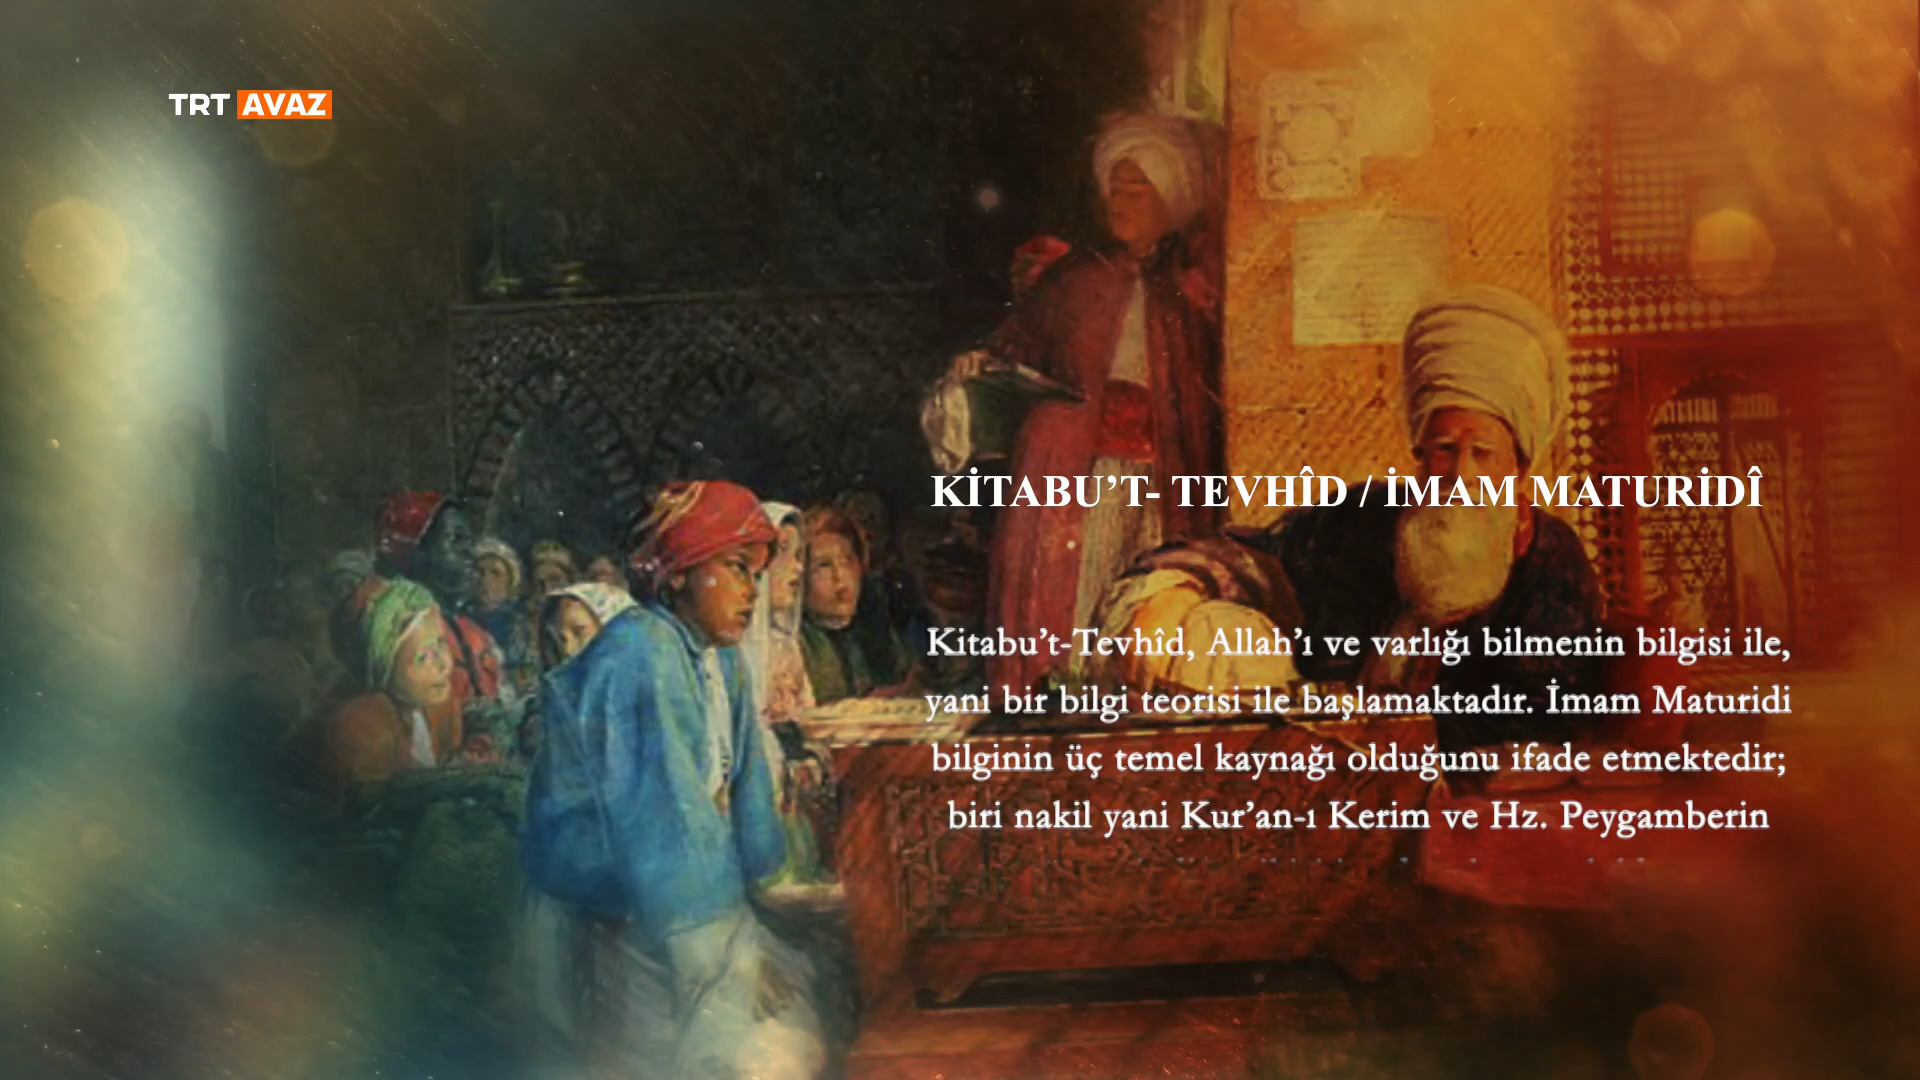 TRT AVAZ
KİTABU’T- TEVHÎD / İMAM MATURİDÎ
Kitabu’t-Tevhîd, Allah’ı ve varlığı bilmenin bilgisi ile,
yani bir bilgi teorisi ile başlamaktadır. İmam Maturidi
bilginin üç temel kaynağı olduğunu ifade etmektedir;
biri nakil yani Kur’an-ı Kerim ve Hz. Peygamberin